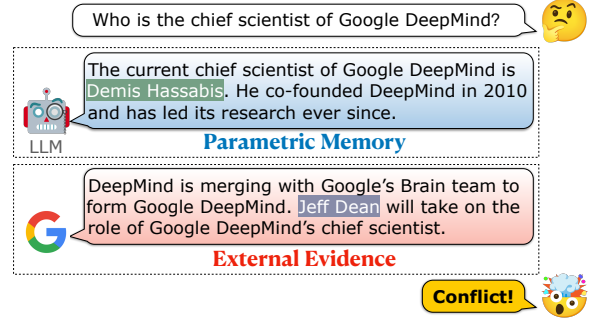 Who is the chief scientist of Google DeepMind?
The current chief scientist of Google DeepMind is
Demis Hassabis. He co-founded DeepMind in 2010
and has led its research ever since.
LLM
Parametric Memory
DeepMind is merging with Google’s Brain team to
form Google DeepMind. Jeff Dean will take on the
role of Google DeepMind’s chief scientist.
External Evidence
Conflict!